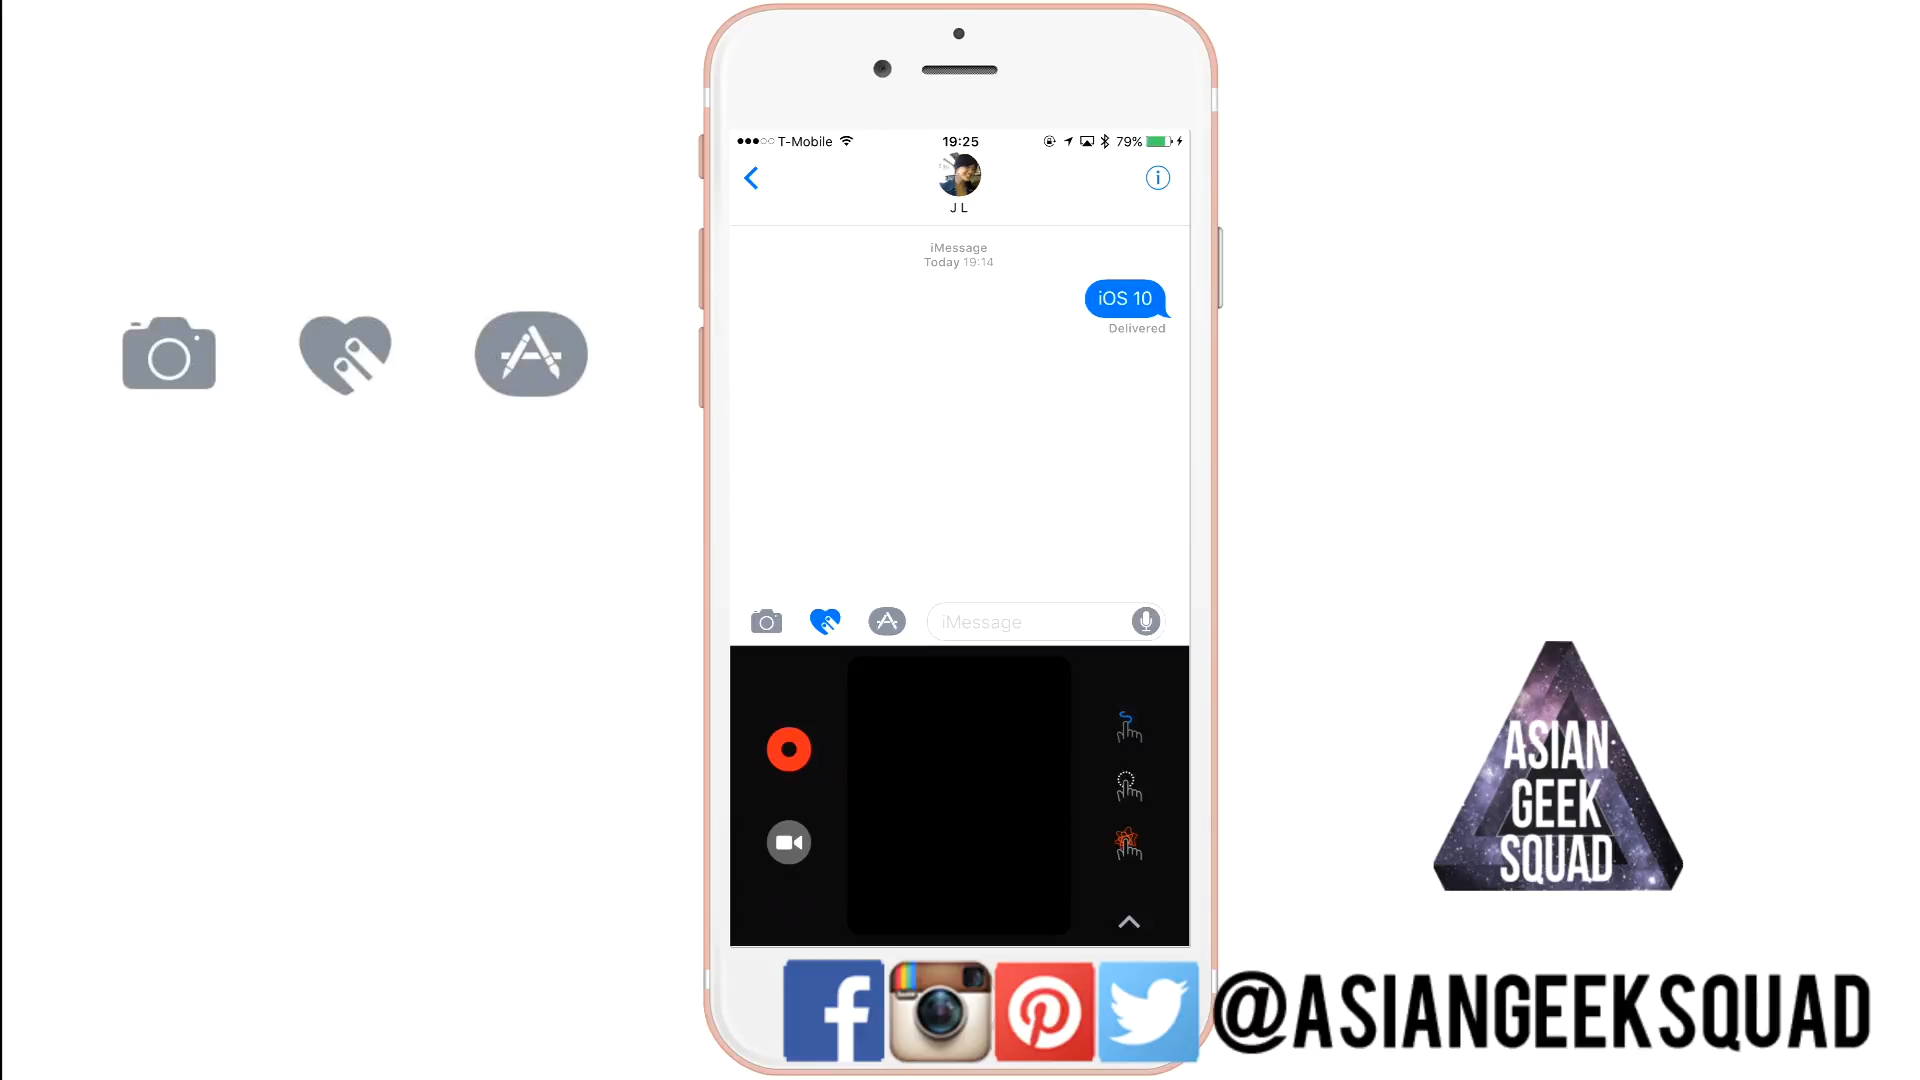 T-Mobile 19:25 79%
J L
iMessage
Today 19:14
iOS 10
Delivered
iMessage
ASIAN
GEEK
SQUAD
@ASIANGEEKSQUAD